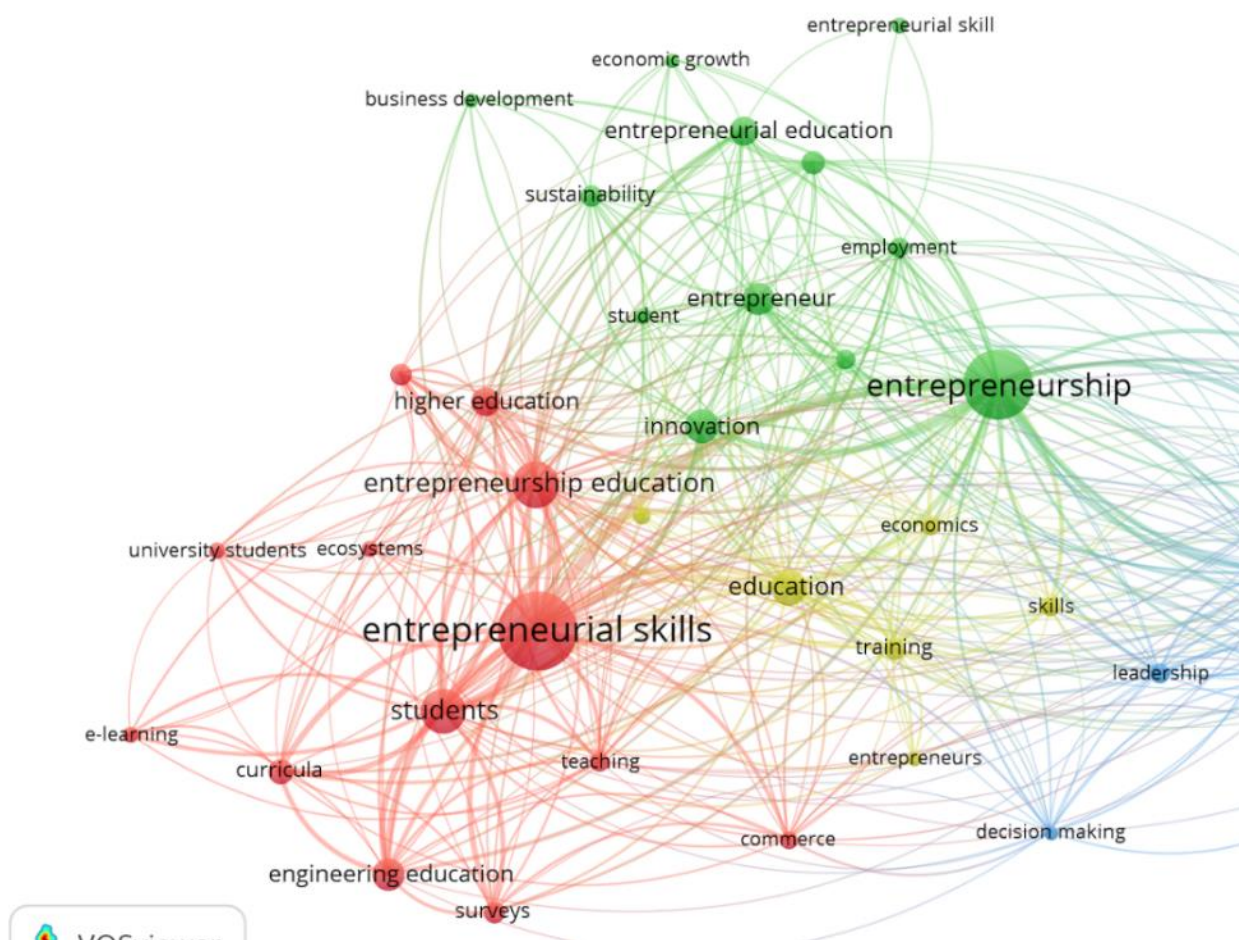 entrepreneurial skill
economic growth
business development
entrepreneurial education
sustainability
employment
entrepreneur
student
entrepreneurship
higher education
innovation
entrepreneurship education
economics
university students
ecosystems
education
skills
entrepreneurial skills
training
leadership
students
e-learning
teaching
entrepreneurs
curricula
commerce
decision making
engineering education
surveys
VOSviewer